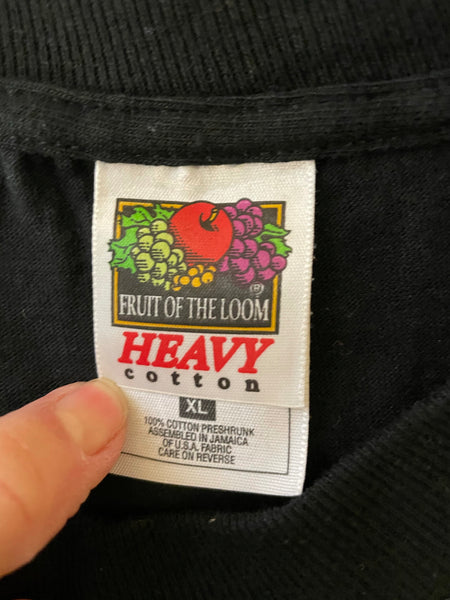 ®
FRUIT OF THE LOOM
HEAVY
cotton
XL
100% COTTON PRESHRUNK
ASSEMBLED IN JAMAICA
OF U.S.A. FABRIC
CARE ON REVERSE